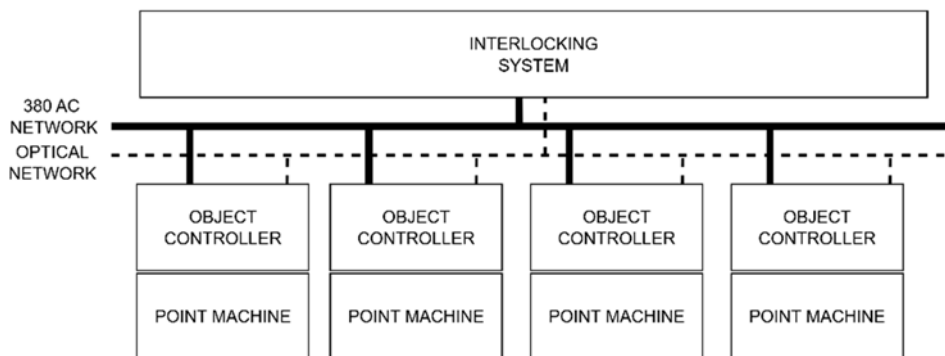 INTERLOCKING
SYSTEM
380 AC
NETWORK
OPTICAL
NETWORK
OBJECT
CONTROLLER
OBJECT
CONTROLLER
OBJECT
CONTROLLER
OBJECT
CONTROLLER
POINT MACHINE
POINT MACHINE
POINT MACHINE
POINT MACHINE